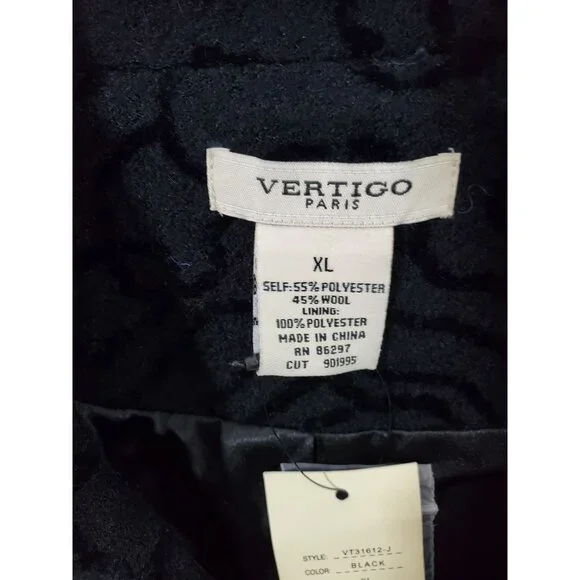 VERTIGO
PARIS
XL
SELF:55% POLYESTER
45% WOOL
LINING:
100% POLYESTER
MADE IN CHINA
RN 86297
CUT 901995
STYLE: VT31612-J
COLOR: BLACK